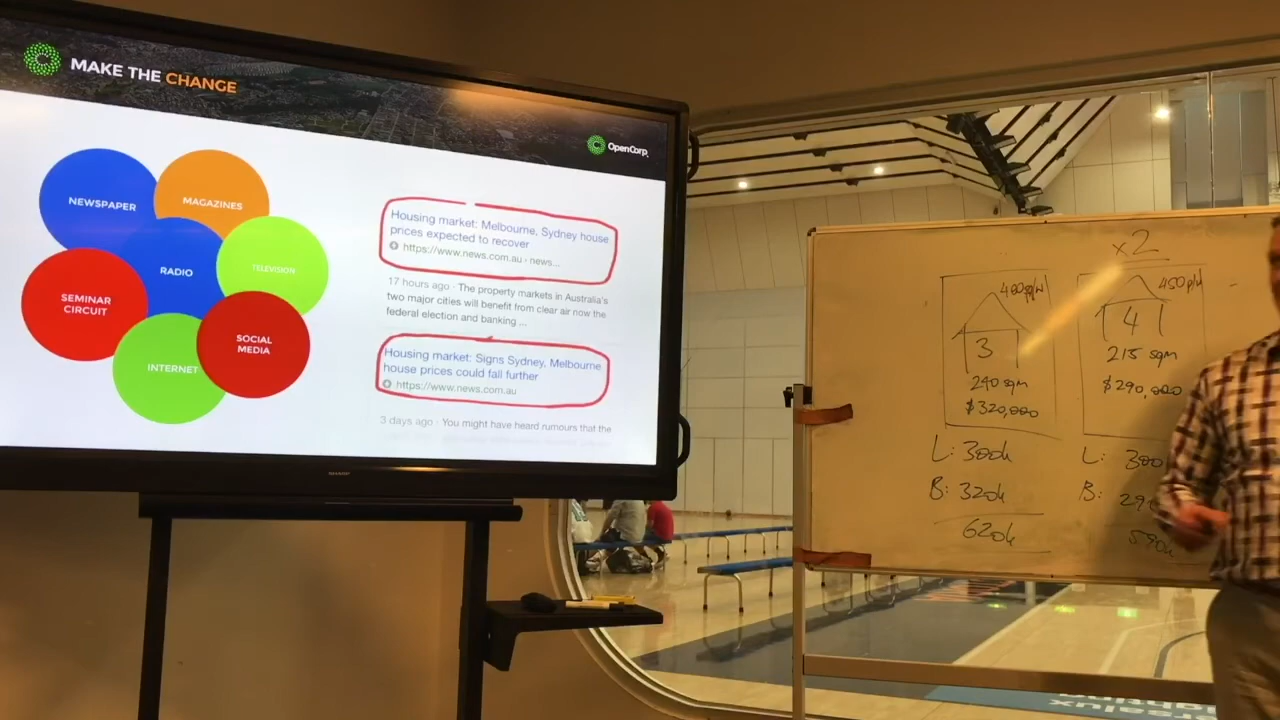 MAKE THE CHANGE
OpenCorp.
NEWSPAPER
MAGAZINES
RADIO
TELEVISION
SEMINAR
CIRCUIT
SOCIAL
MEDIA
INTERNET
Housing market: Melbourne, Sydney house
prices expected to recover
https://www.news.com.au › news...
17 hours ago · The property markets in Australia's
two major cities will benefit from clear air now the
federal election and banking ...
Housing market: Signs Sydney, Melbourne
house prices could fall further
https://www.news.com.au
3 days ago · You might have heard rumours that the
x2
480p/w
3
240 sqm
$320,000
L: 300k
B: 320k
620k
450p/w
4
215 sqm
$290,000
L: 300
B: 29
590k